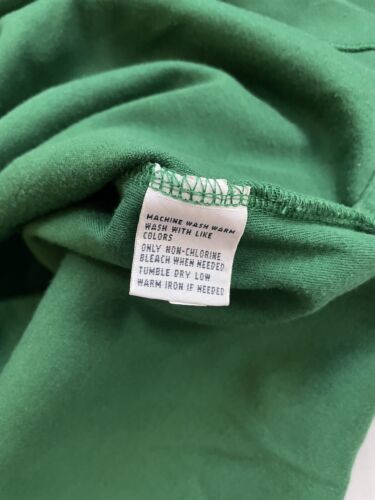 MACHINE WASH WARM
WASH WITH LIKE
COLORS
ONLY NON-CHLORINE
BLEACH WHEN NEEDED
TUMBLE DRY LOW
WARM IRON IF NEEDED